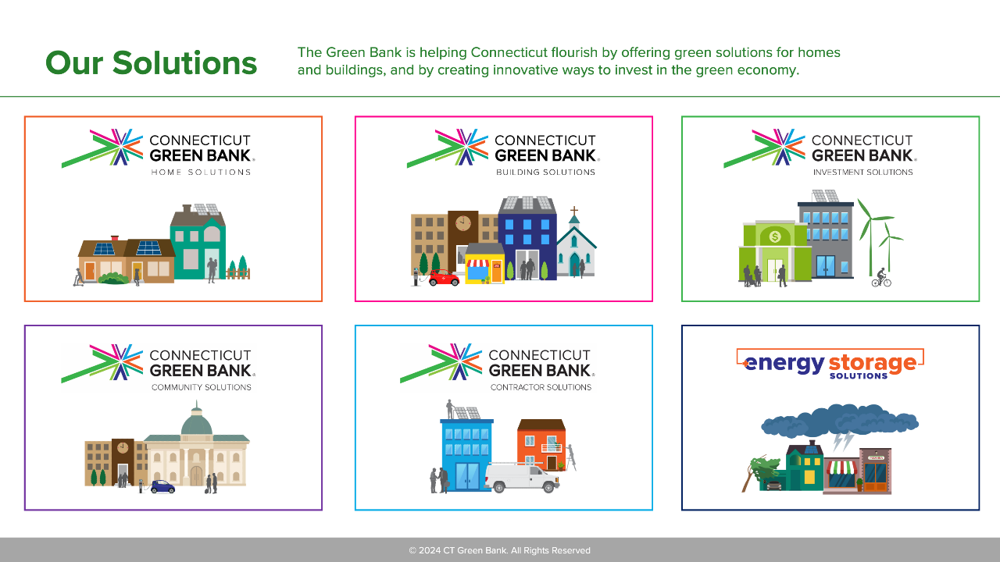 Our Solutions
The Green Bank is helping Connecticut flourish by offering green solutions for homes
and buildings, and by creating innovative ways to invest in the green economy.
CONNECTICUT
GREEN BANK®
HOME SOLUTIONS
CONNECTICUT
GREEN BANK®
BUILDING SOLUTIONS
CONNECTICUT
GREEN BANK®
INVESTMENT SOLUTIONS
$
CONNECTICUT
GREEN BANK®
COMMUNITY SOLUTIONS
CONNECTICUT
GREEN BANK®
CONTRACTOR SOLUTIONS
energy storage
SOLUTIONS
© 2024 CT Green Bank. All Rights Reserved